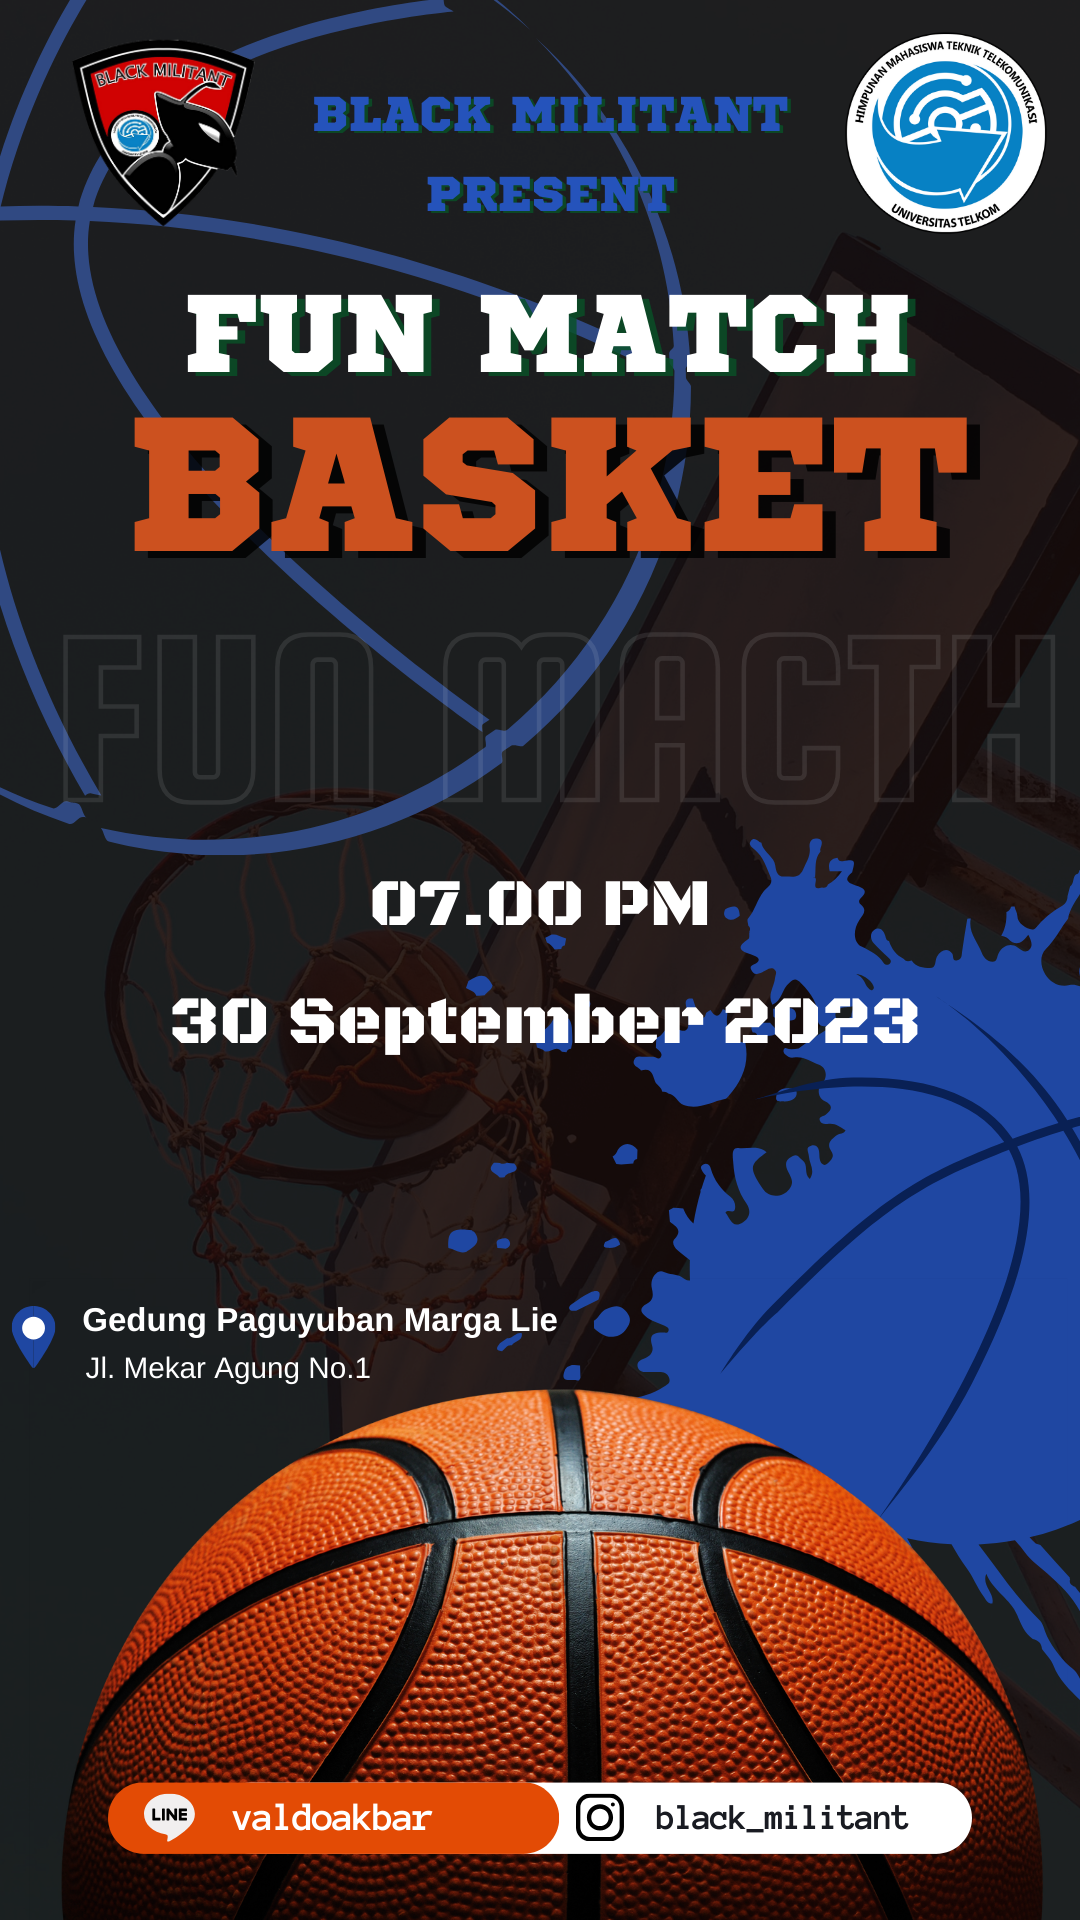 BLACK MILITANT
HIMPUNAN MAHASISWA TEKNIK TELEKOMUNIKASI
UNIVERSITAS TELKOM
BLACK MILITANT
PRESENT
FUN MATCH
BASKET
FUN MACTH
07.00 PM
30 September 2023
Gedung Paguyuban Marga Lie
Jl. Mekar Agung No.1
LINE
valdoakbar
black_militant